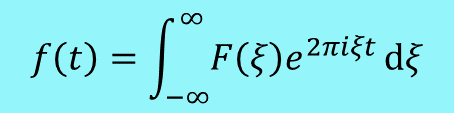 f(t) = ∫_{-∞}^{∞} F(ξ)e^{2πiξt} dξ